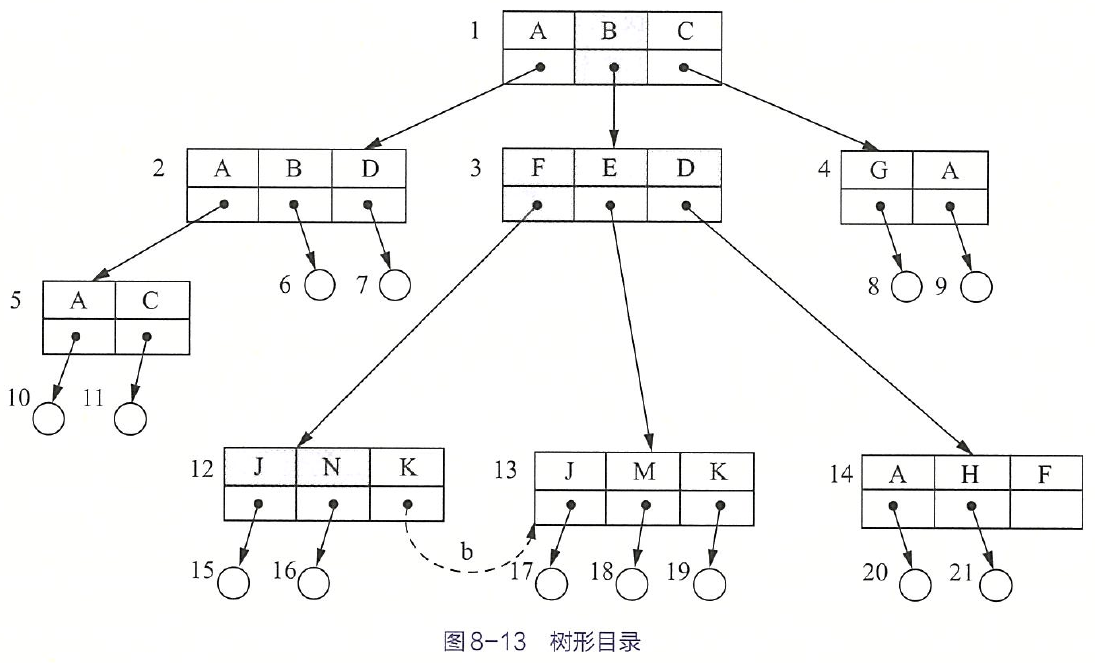 1 A B C
2 A B D
3 F E D
4 G A
5 A C
6 7
8 9
10 11
12 J N K
13 J M K
14 A H F
b
15 16
17 18 19
20 21
图8-13 树形目录